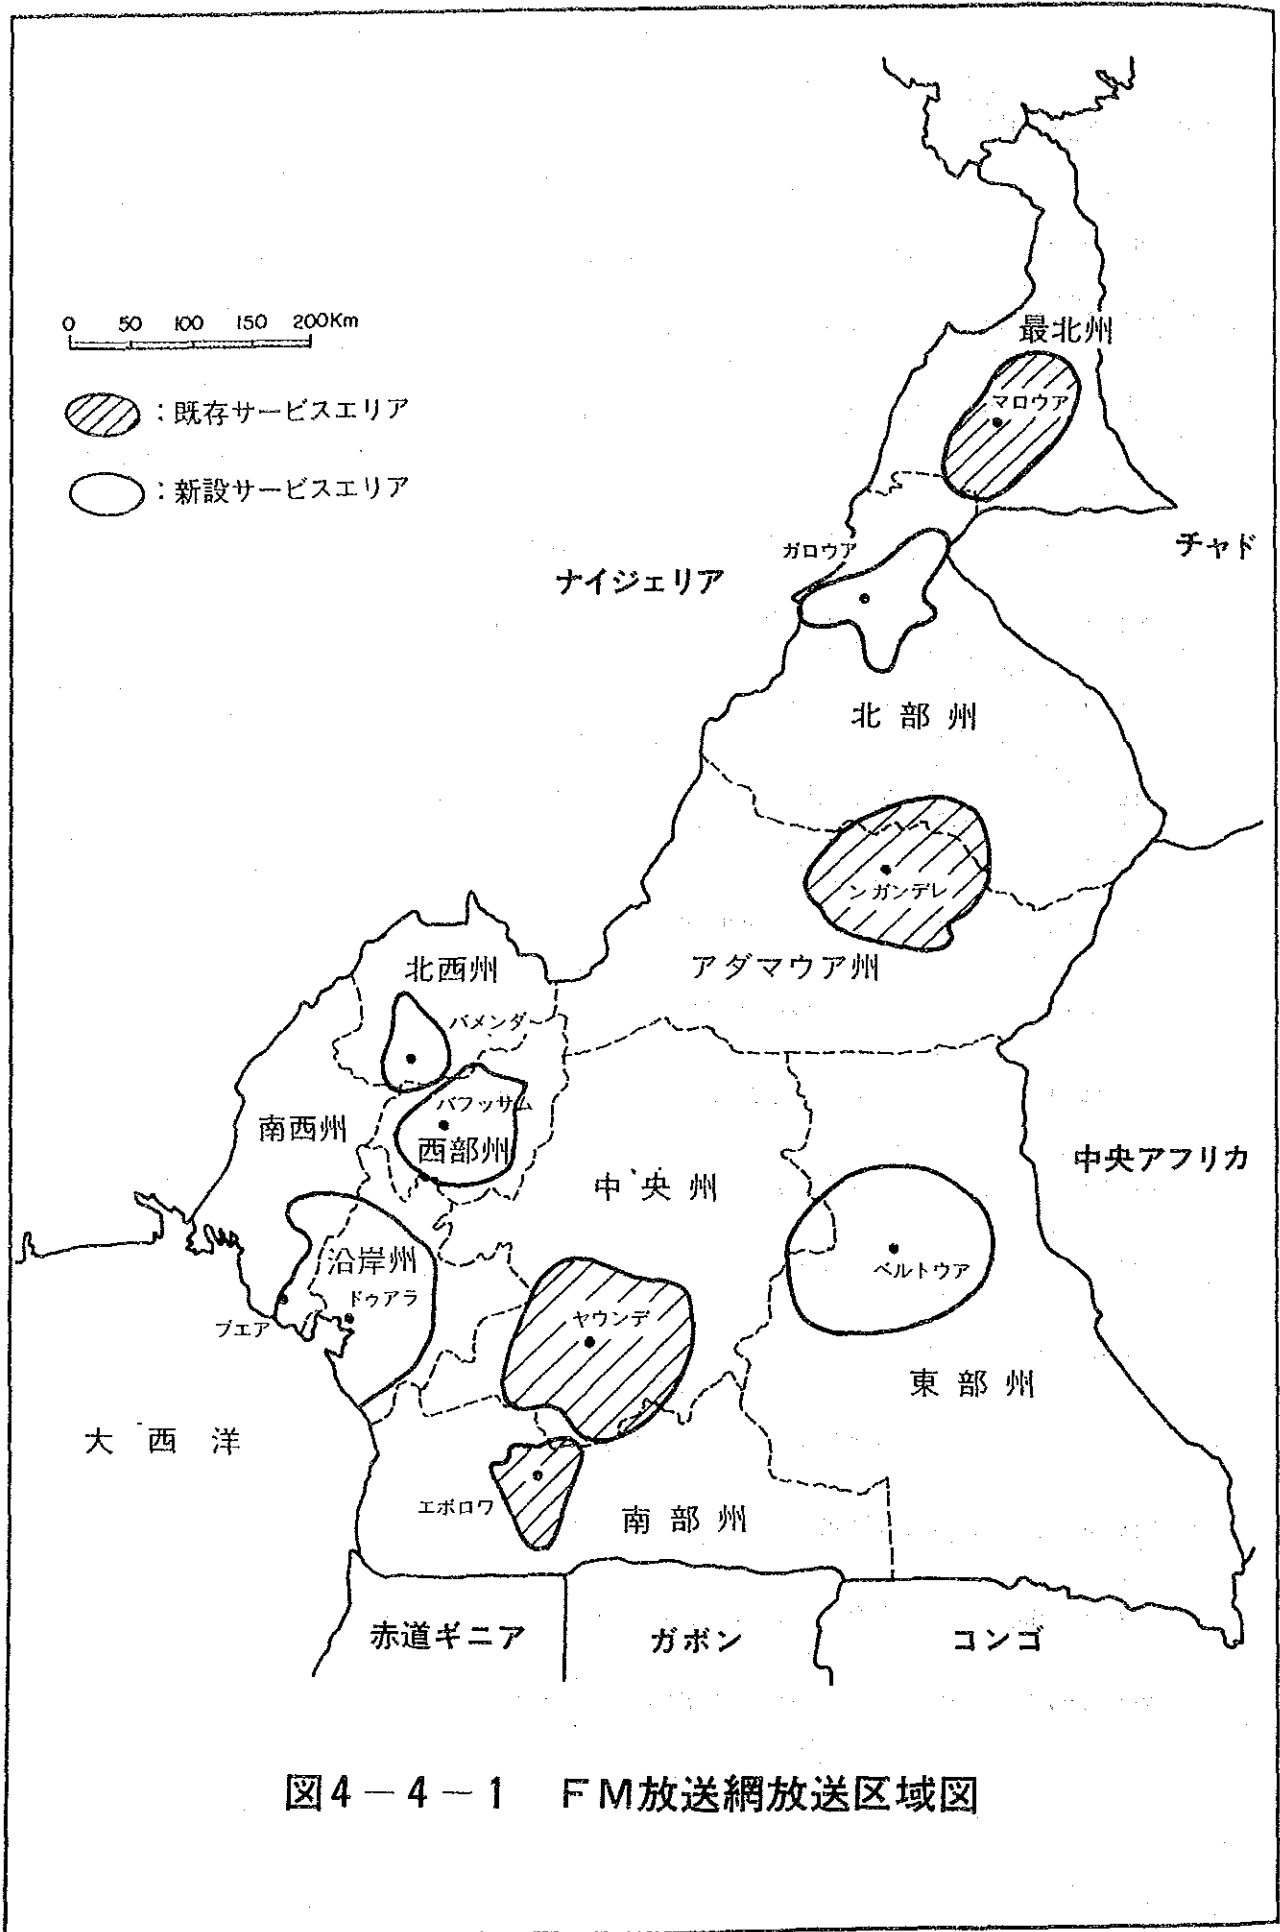 0 50 100 150 200Km
：既存サービスエリア
：新設サービスエリア
最北州
マロウア
チャド
ガロウア
ナイジェリア
北部州
ンガンデレ
アダマウア州
北西州
バメンダ
バフッサム
南西州
西部州
中央州
中央アフリカ
沿岸州
ドゥアラ
ブエア
ヤウンデ
ベルトウア
東部州
大西洋
エボロワ
南部州
赤道ギニア
ガボン
コンゴ
図4－4－1 FM放送網放送区域図